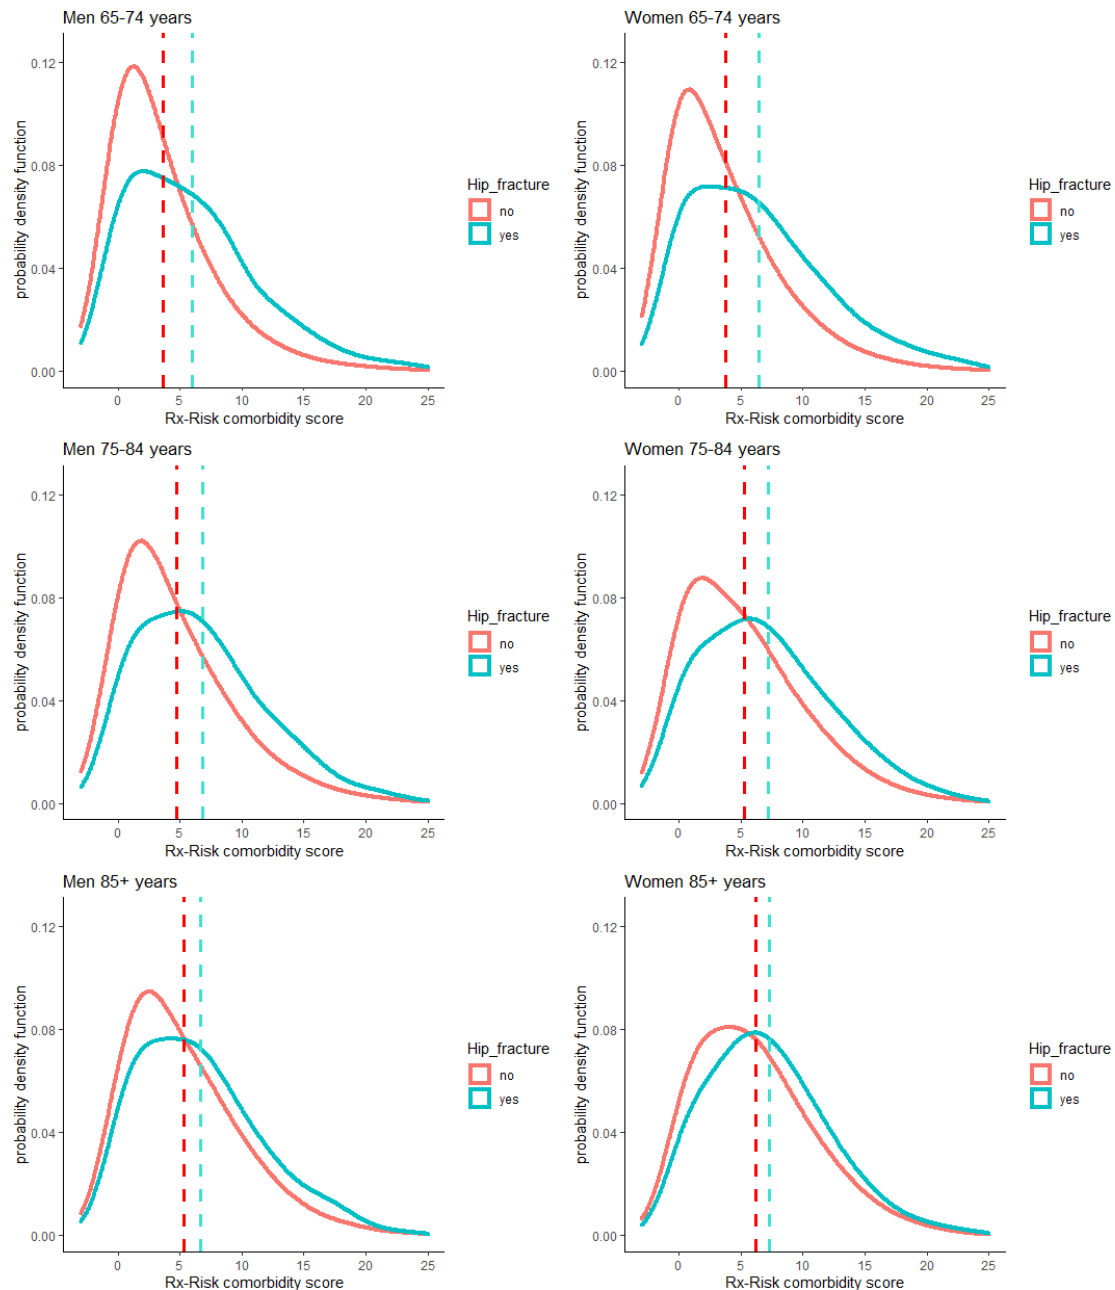 Men 65-74 years
probability density function
0.12
0.08
0.04
0.00
0 5 10 15 20 25
Rx-Risk comorbidity score
Hip_fracture
no
yes
Women 65-74 years
probability density function
0.12
0.08
0.04
0.00
0 5 10 15 20 25
Rx-Risk comorbidity score
Hip_fracture
no
yes
Men 75-84 years
probability density function
0.12
0.08
0.04
0.00
0 5 10 15 20 25
Rx-Risk comorbidity score
Hip_fracture
no
yes
Women 75-84 years
probability density function
0.12
0.08
0.04
0.00
0 5 10 15 20 25
Rx-Risk comorbidity score
Hip_fracture
no
yes
Men 85+ years
probability density function
0.12
0.08
0.04
0.00
0 5 10 15 20 25
Rx-Risk comorbidity score
Hip_fracture
no
yes
Women 85+ years
probability density function
0.12
0.08
0.04
0.00
0 5 10 15 20 25
Rx-Risk comorbidity score
Hip_fracture
no
yes